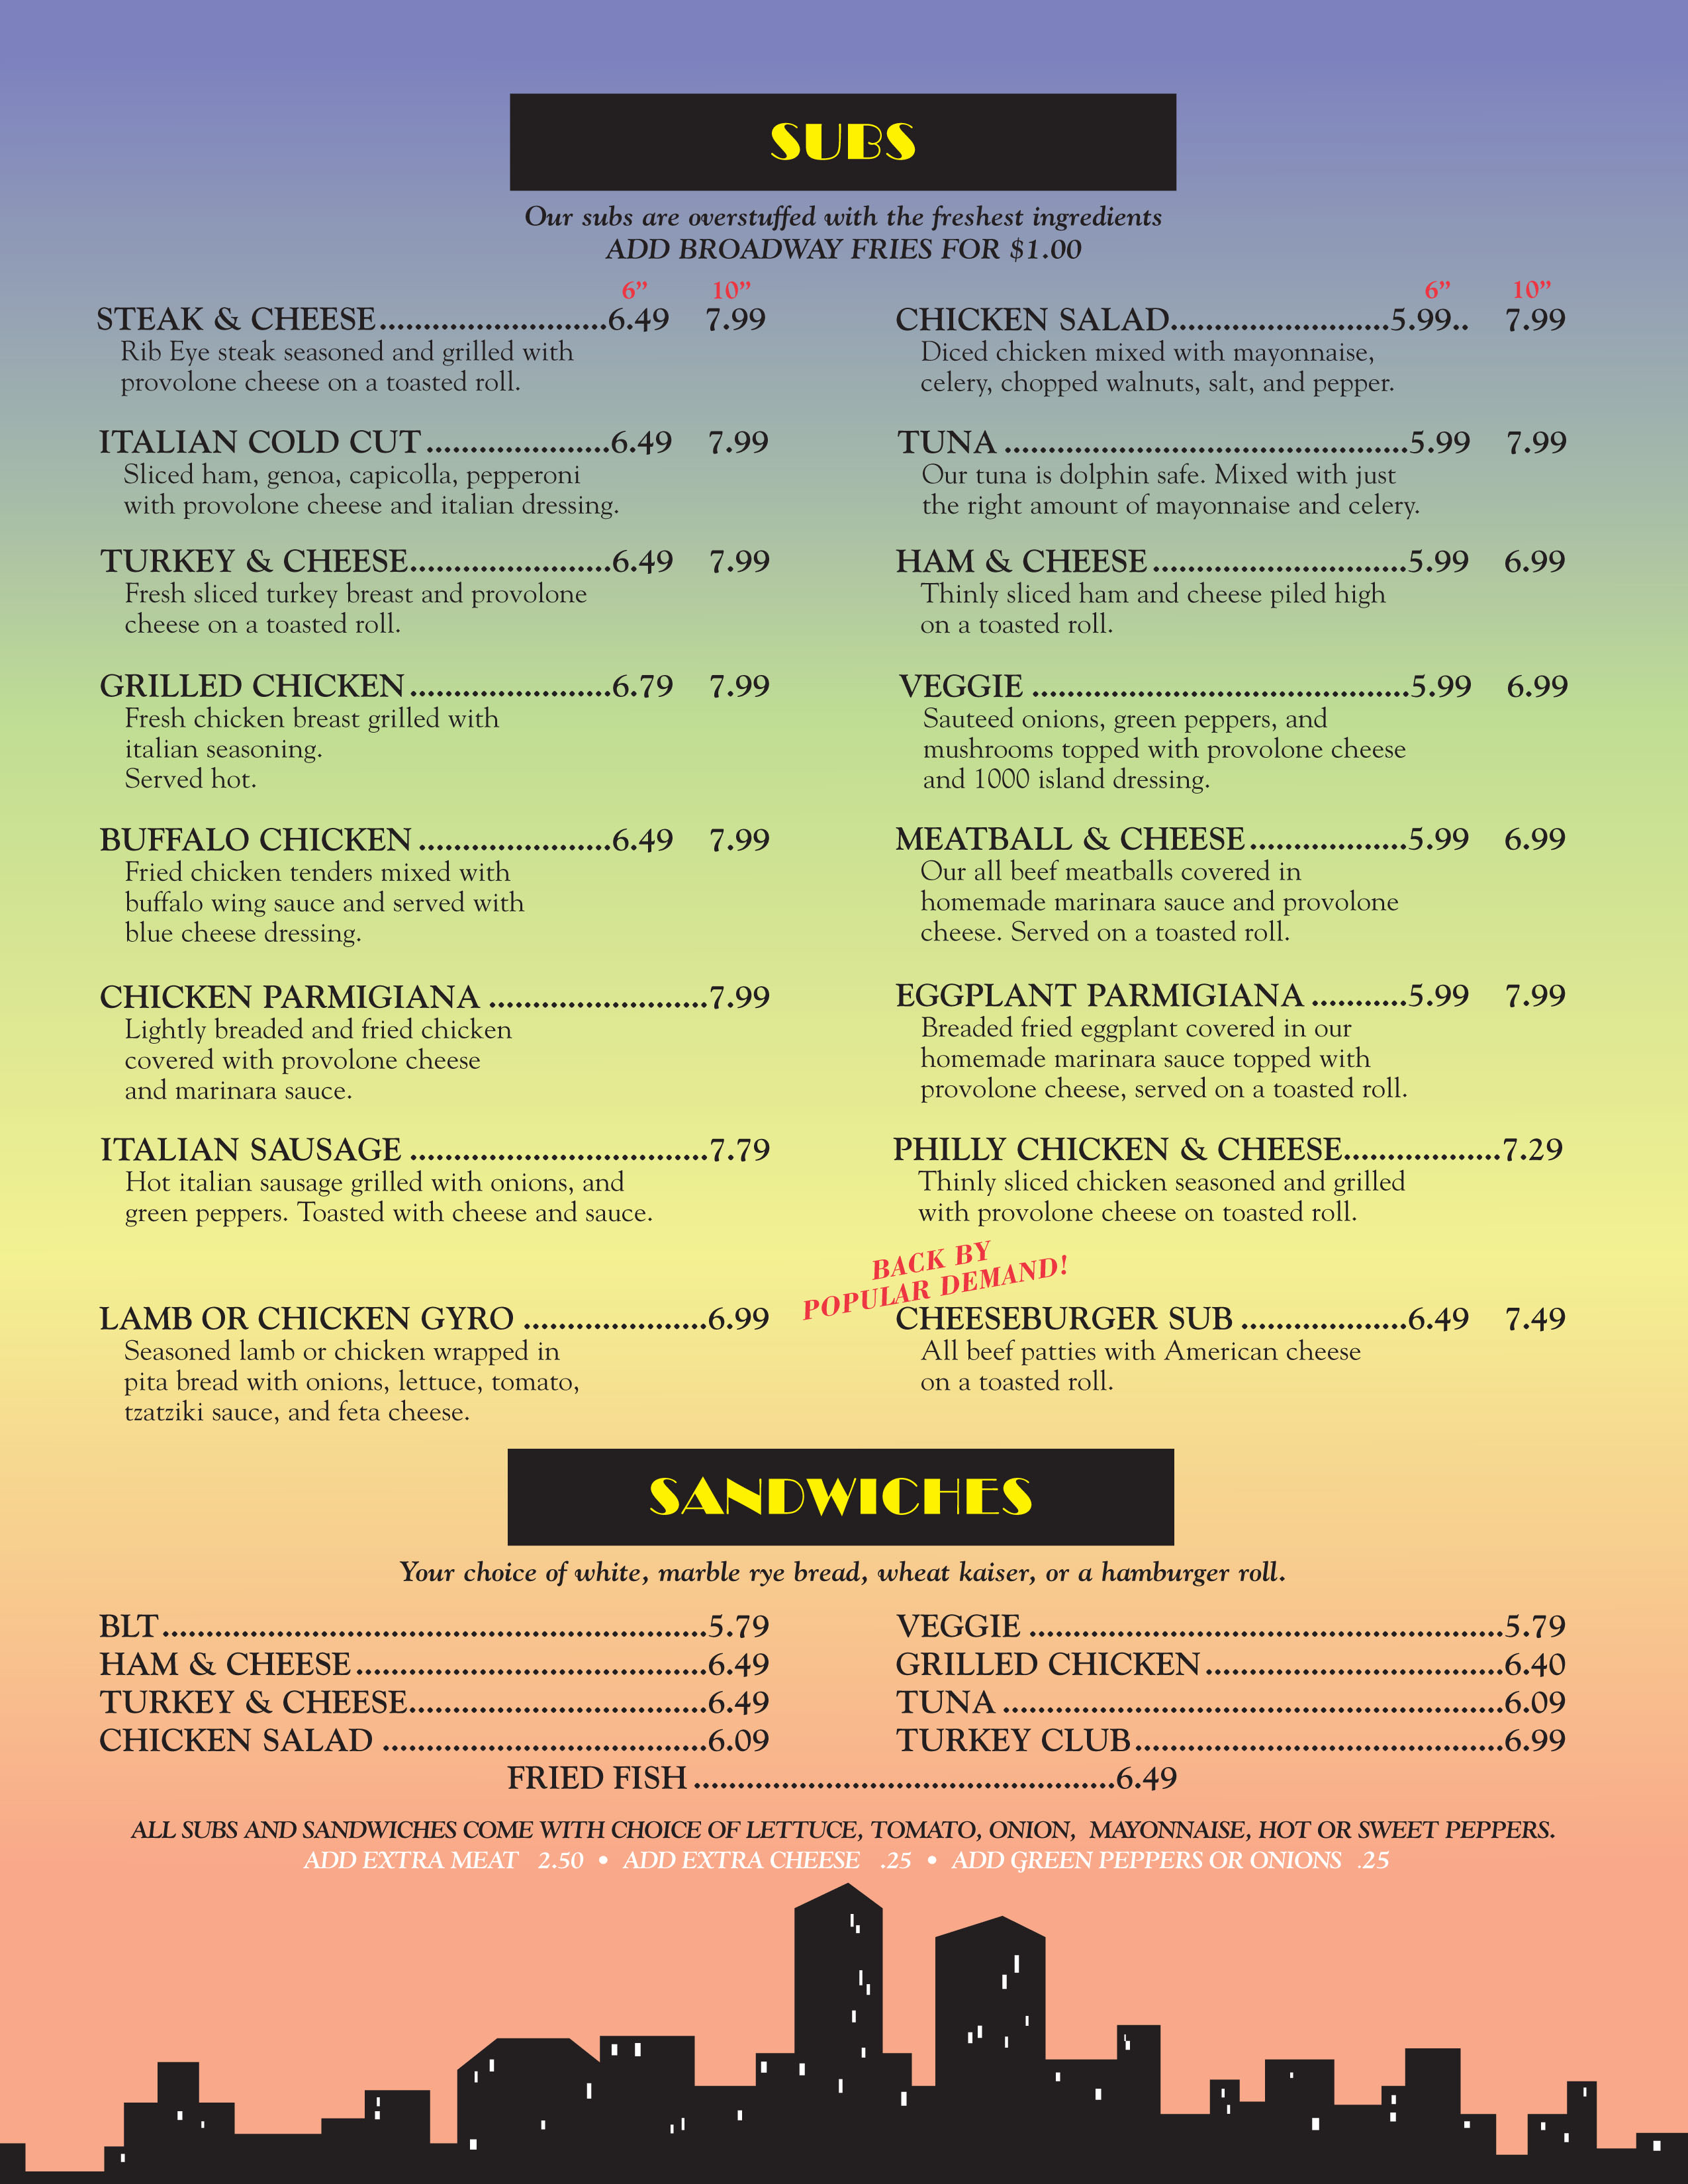 SUBS
Our subs are overstuffed with the freshest ingredients
ADD BROADWAY FRIES FOR $1.00
6” 10”
STEAK & CHEESE..........................6.49 7.99
Rib Eye steak seasoned and grilled with
provolone cheese on a toasted roll.
ITALIAN COLD CUT.....................6.49 7.99
Sliced ham, genoa, capicolla, pepperoni
with provolone cheese and italian dressing.
TURKEY & CHEESE.......................6.49 7.99
Fresh sliced turkey breast and provolone
cheese on a toasted roll.
GRILLED CHICKEN.......................6.79 7.99
Fresh chicken breast grilled with
italian seasoning.
Served hot.
BUFFALO CHICKEN ......................6.49 7.99
Fried chicken tenders mixed with
buffalo wing sauce and served with
blue cheese dressing.
CHICKEN PARMIGIANA .........................7.99
Lightly breaded and fried chicken
covered with provolone cheese
and marinara sauce.
ITALIAN SAUSAGE ..................................7.79
Hot italian sausage grilled with onions, and
green peppers. Toasted with cheese and sauce.
LAMB OR CHICKEN GYRO .....................6.99
Seasoned lamb or chicken wrapped in
pita bread with onions, lettuce, tomato,
tzatziki sauce, and feta cheese.
6” 10”
CHICKEN SALAD.........................5.99.. 7.99
Diced chicken mixed with mayonnaise,
celery, chopped walnuts, salt, and pepper.
TUNA ..............................................5.99 7.99
Our tuna is dolphin safe. Mixed with just
the right amount of mayonnaise and celery.
HAM & CHEESE.............................5.99 6.99
Thinly sliced ham and cheese piled high
on a toasted roll.
VEGGIE ...........................................5.99 6.99
Sauteed onions, green peppers, and
mushrooms topped with provolone cheese
and 1000 island dressing.
MEATBALL & CHEESE..................5.99 6.99
Our all beef meatballs covered in
homemade marinara sauce and provolone
cheese. Served on a toasted roll.
EGGPLANT PARMIGIANA ...........5.99 7.99
Breaded fried eggplant covered in our
homemade marinara sauce topped with
provolone cheese, served on a toasted roll.
PHILLY CHICKEN & CHEESE..................7.29
Thinly sliced chicken seasoned and grilled
with provolone cheese on toasted roll.
BACK BY
POPULAR DEMAND!
CHEESEBURGER SUB ...................6.49 7.49
All beef patties with American cheese
on a toasted roll.
SANDWICHES
Your choice of white, marble rye bread, wheat kaiser, or a hamburger roll.
BLT..............................................................5.79
HAM & CHEESE........................................6.49
TURKEY & CHEESE..................................6.49
CHICKEN SALAD .....................................6.09
VEGGIE ......................................................5.79
GRILLED CHICKEN..................................6.40
TUNA .........................................................6.09
TURKEY CLUB..........................................6.99
FRIED FISH ................................................6.49
ALL SUBS AND SANDWICHES COME WITH CHOICE OF LETTUCE, TOMATO, ONION, MAYONNAISE, HOT OR SWEET PEPPERS.
ADD EXTRA MEAT 2.50 • ADD EXTRA CHEESE .25 • ADD GREEN PEPPERS OR ONIONS .25